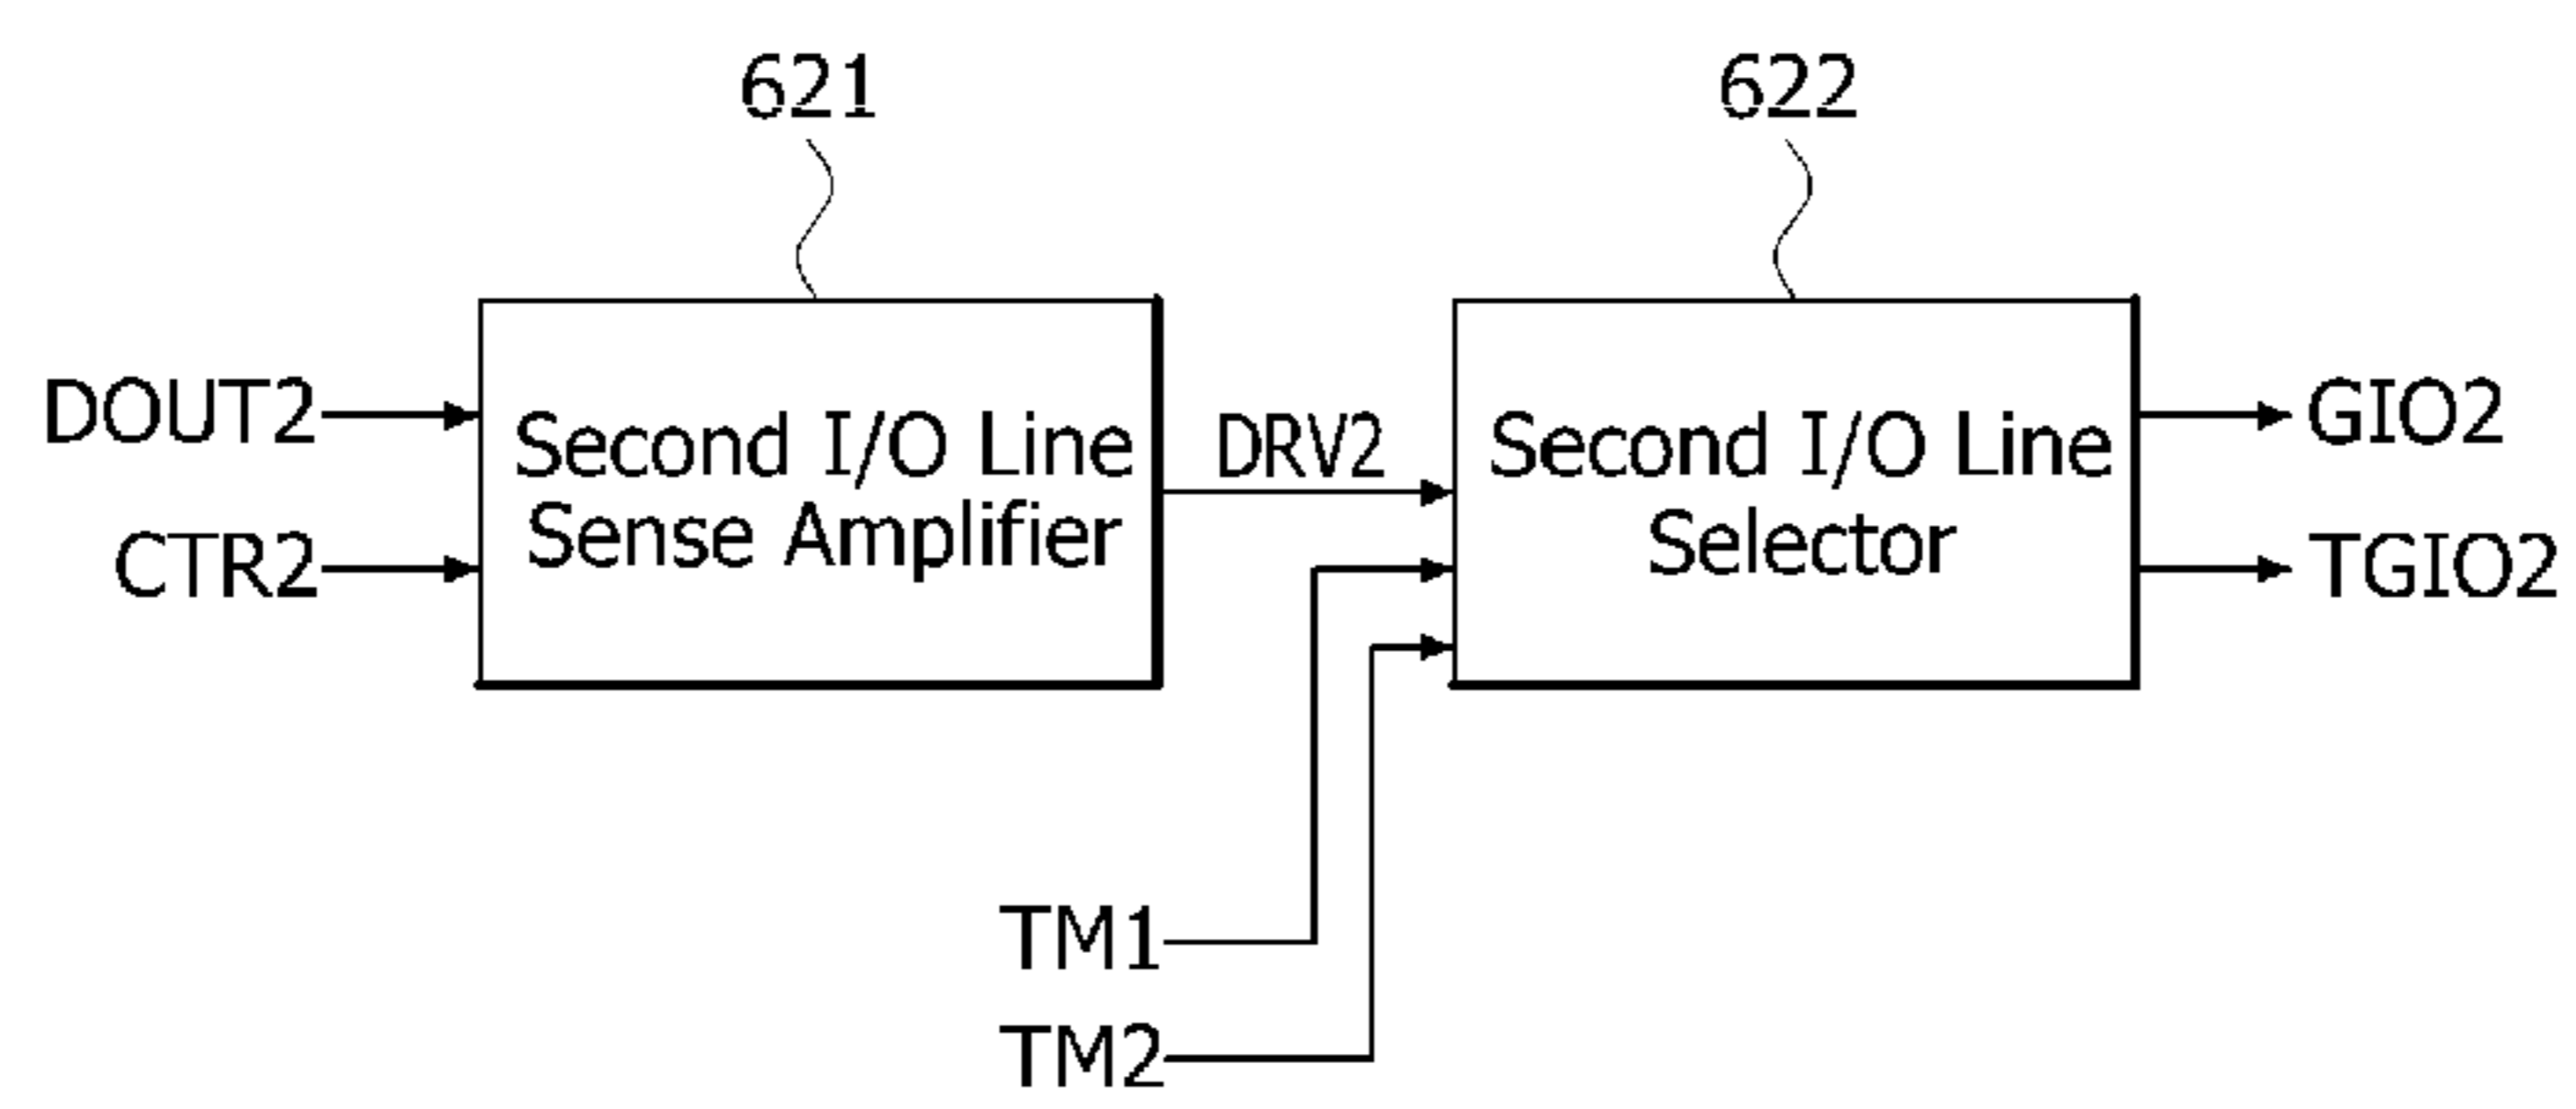 621
622
DOUT2
CTR2
Second I/O Line
Sense Amplifier
DRV2
Second I/O Line
Selector
GIO2
TGIO2
TM1
TM2